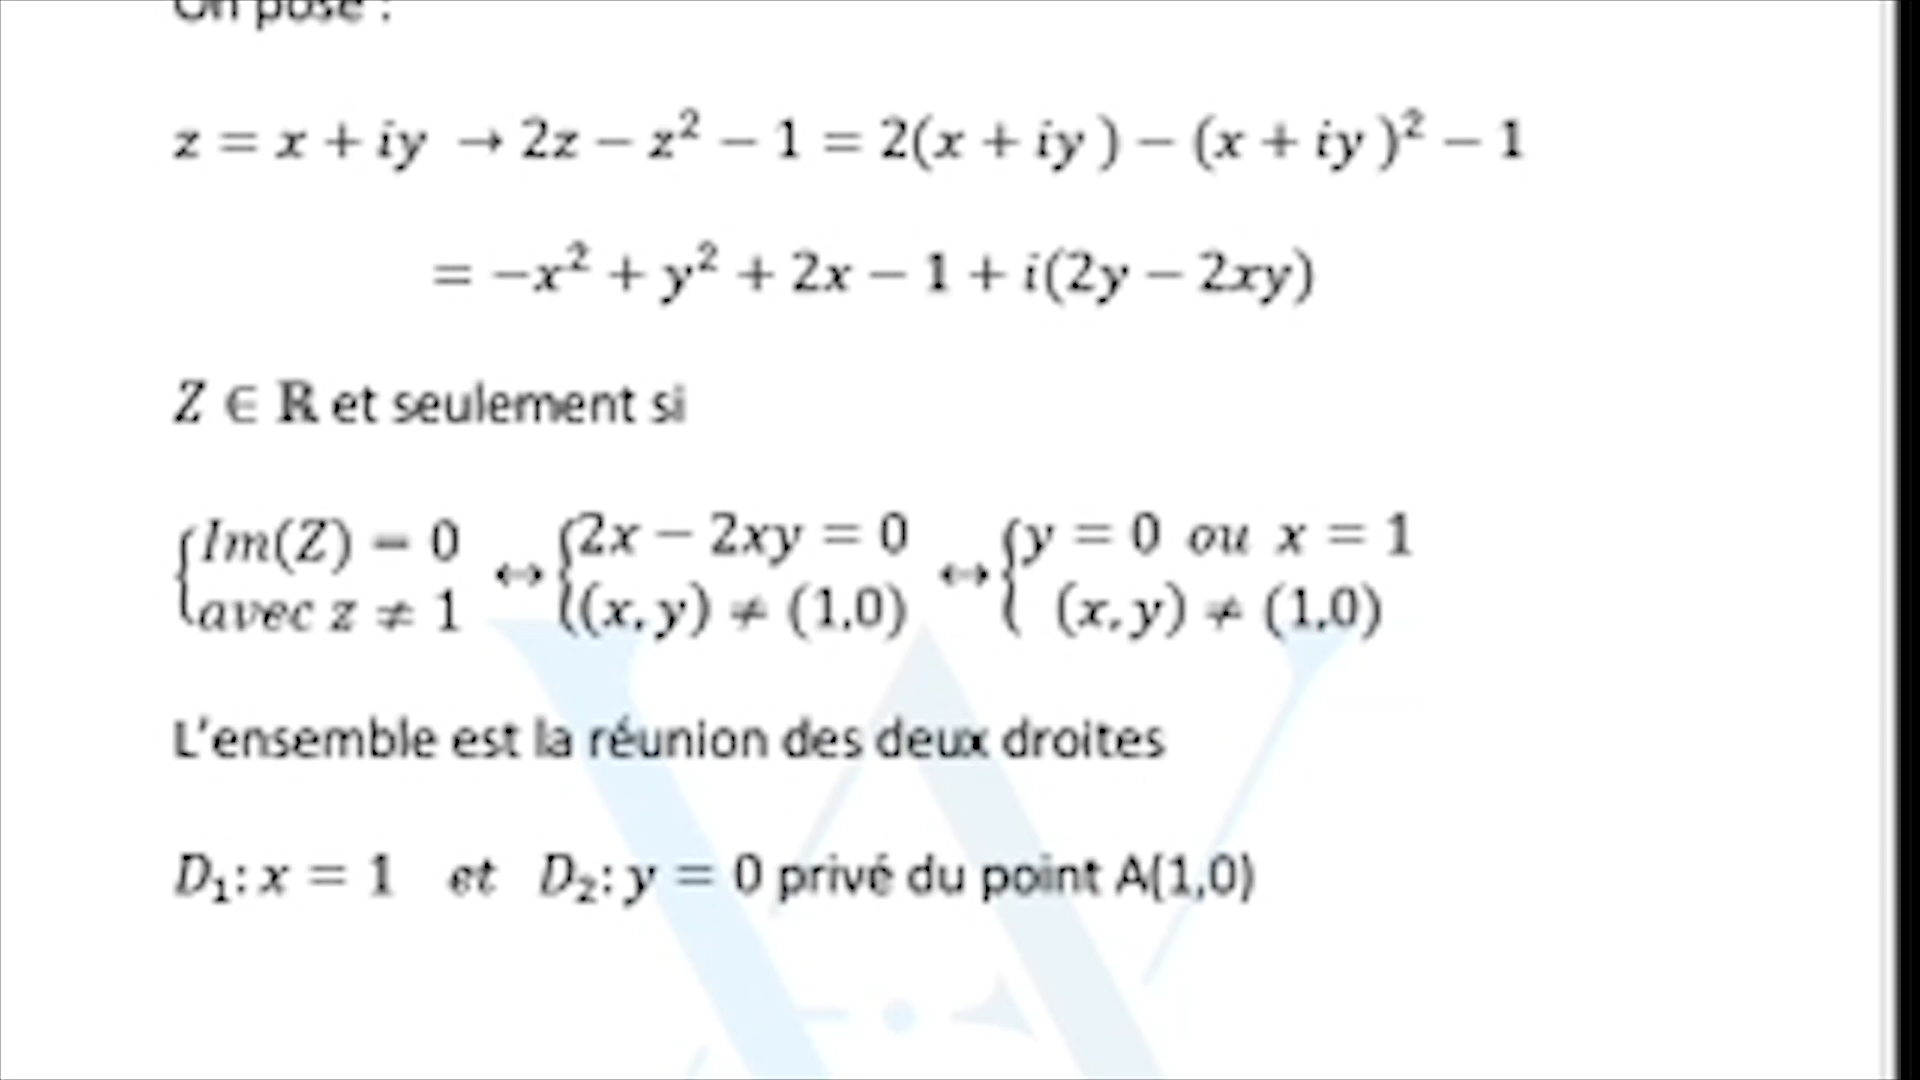 On pose :
z = x + iy → 2z − z² − 1 = 2(x + iy ) − (x + iy )² − 1
= −x² + y² + 2x − 1 + i(2y − 2xy)
Z ∈ ℝ et seulement si
{Im(Z) = 0 ↔ {2x − 2xy = 0 ↔ {y = 0 ou x = 1
avec z ≠ 1 ((x, y) ≠ (1,0) (x, y) ≠ (1,0)
L'ensemble est la réunion des deux droites
D₁: x = 1 et D₂: y = 0 privé du point A(1,0)